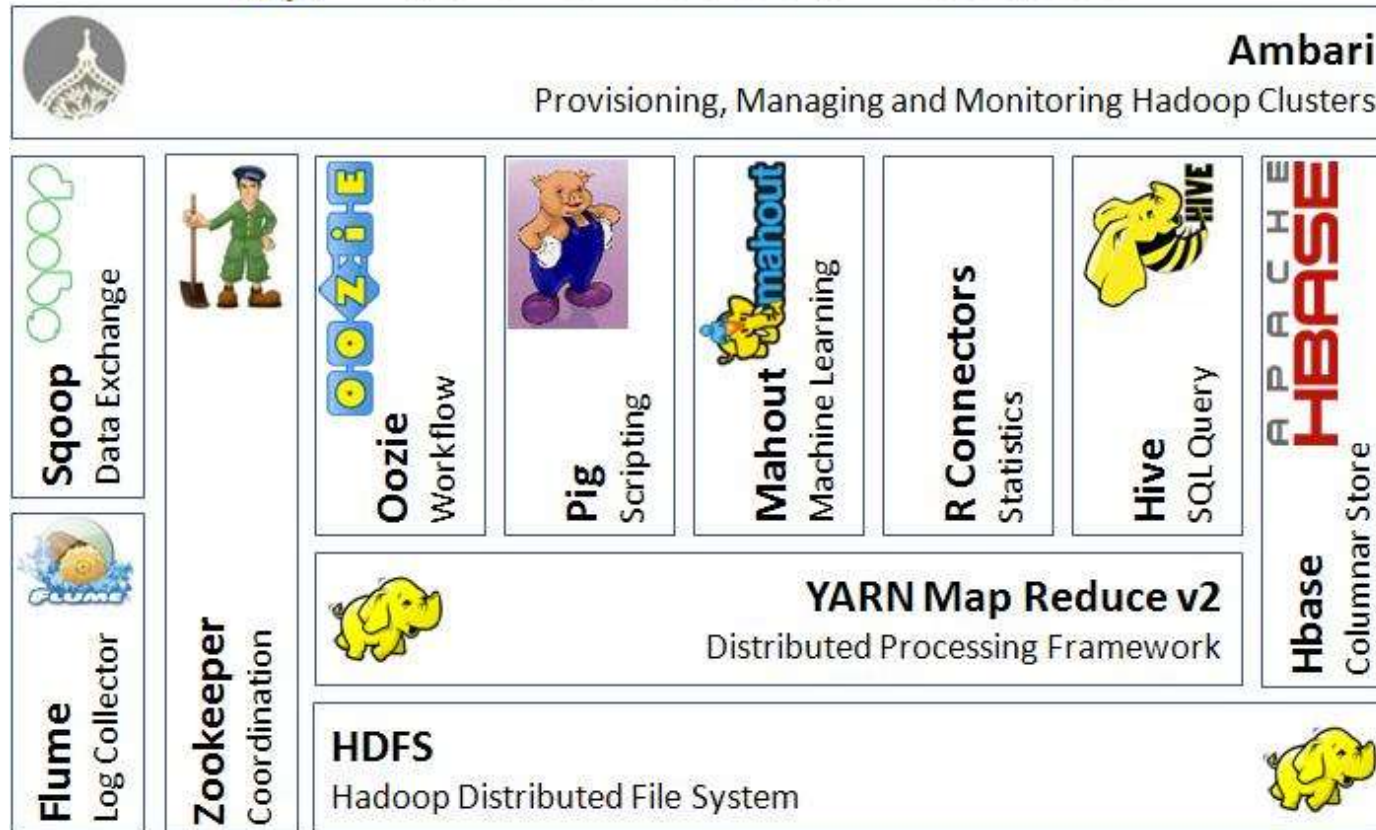 Ambari
Provisioning, Managing and Monitoring Hadoop Clusters
sqoop
Sqoop
Data Exchange
FLUME
Flume
Log Collector
Zookeeper
Coordination
OOZiE
Oozie
Workflow
Pig
Scripting
mahout
Mahout
Machine Learning
R Connectors
Statistics
HIVE
Hive
SQL Query
APACHE
HBASE
Hbase
Columnar Store
YARN Map Reduce v2
Distributed Processing Framework
HDFS
Hadoop Distributed File System